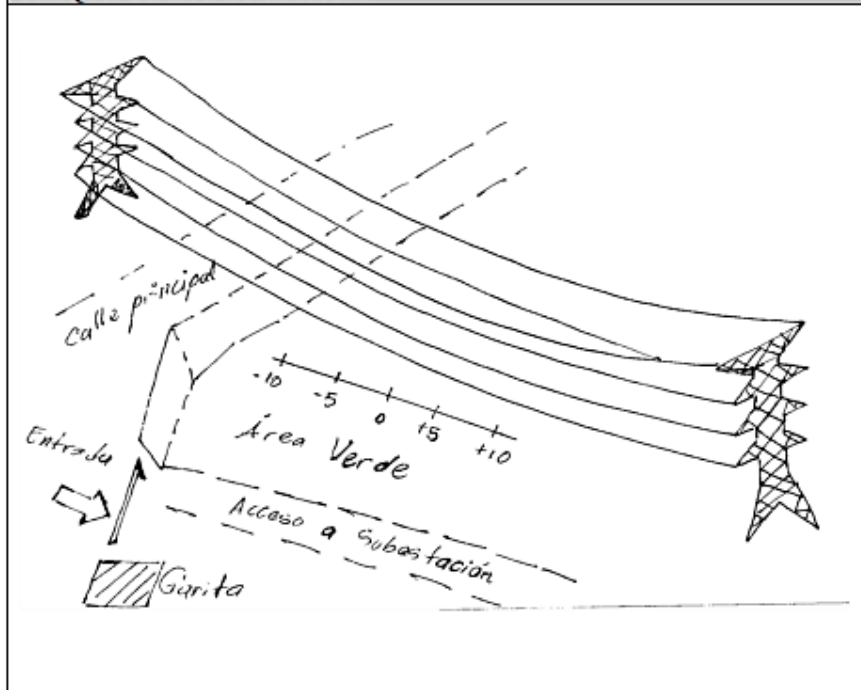 Calle principal
-10 -5 0 +5 +10
Área Verde
Entrada
Acceso a Subestación
Garita